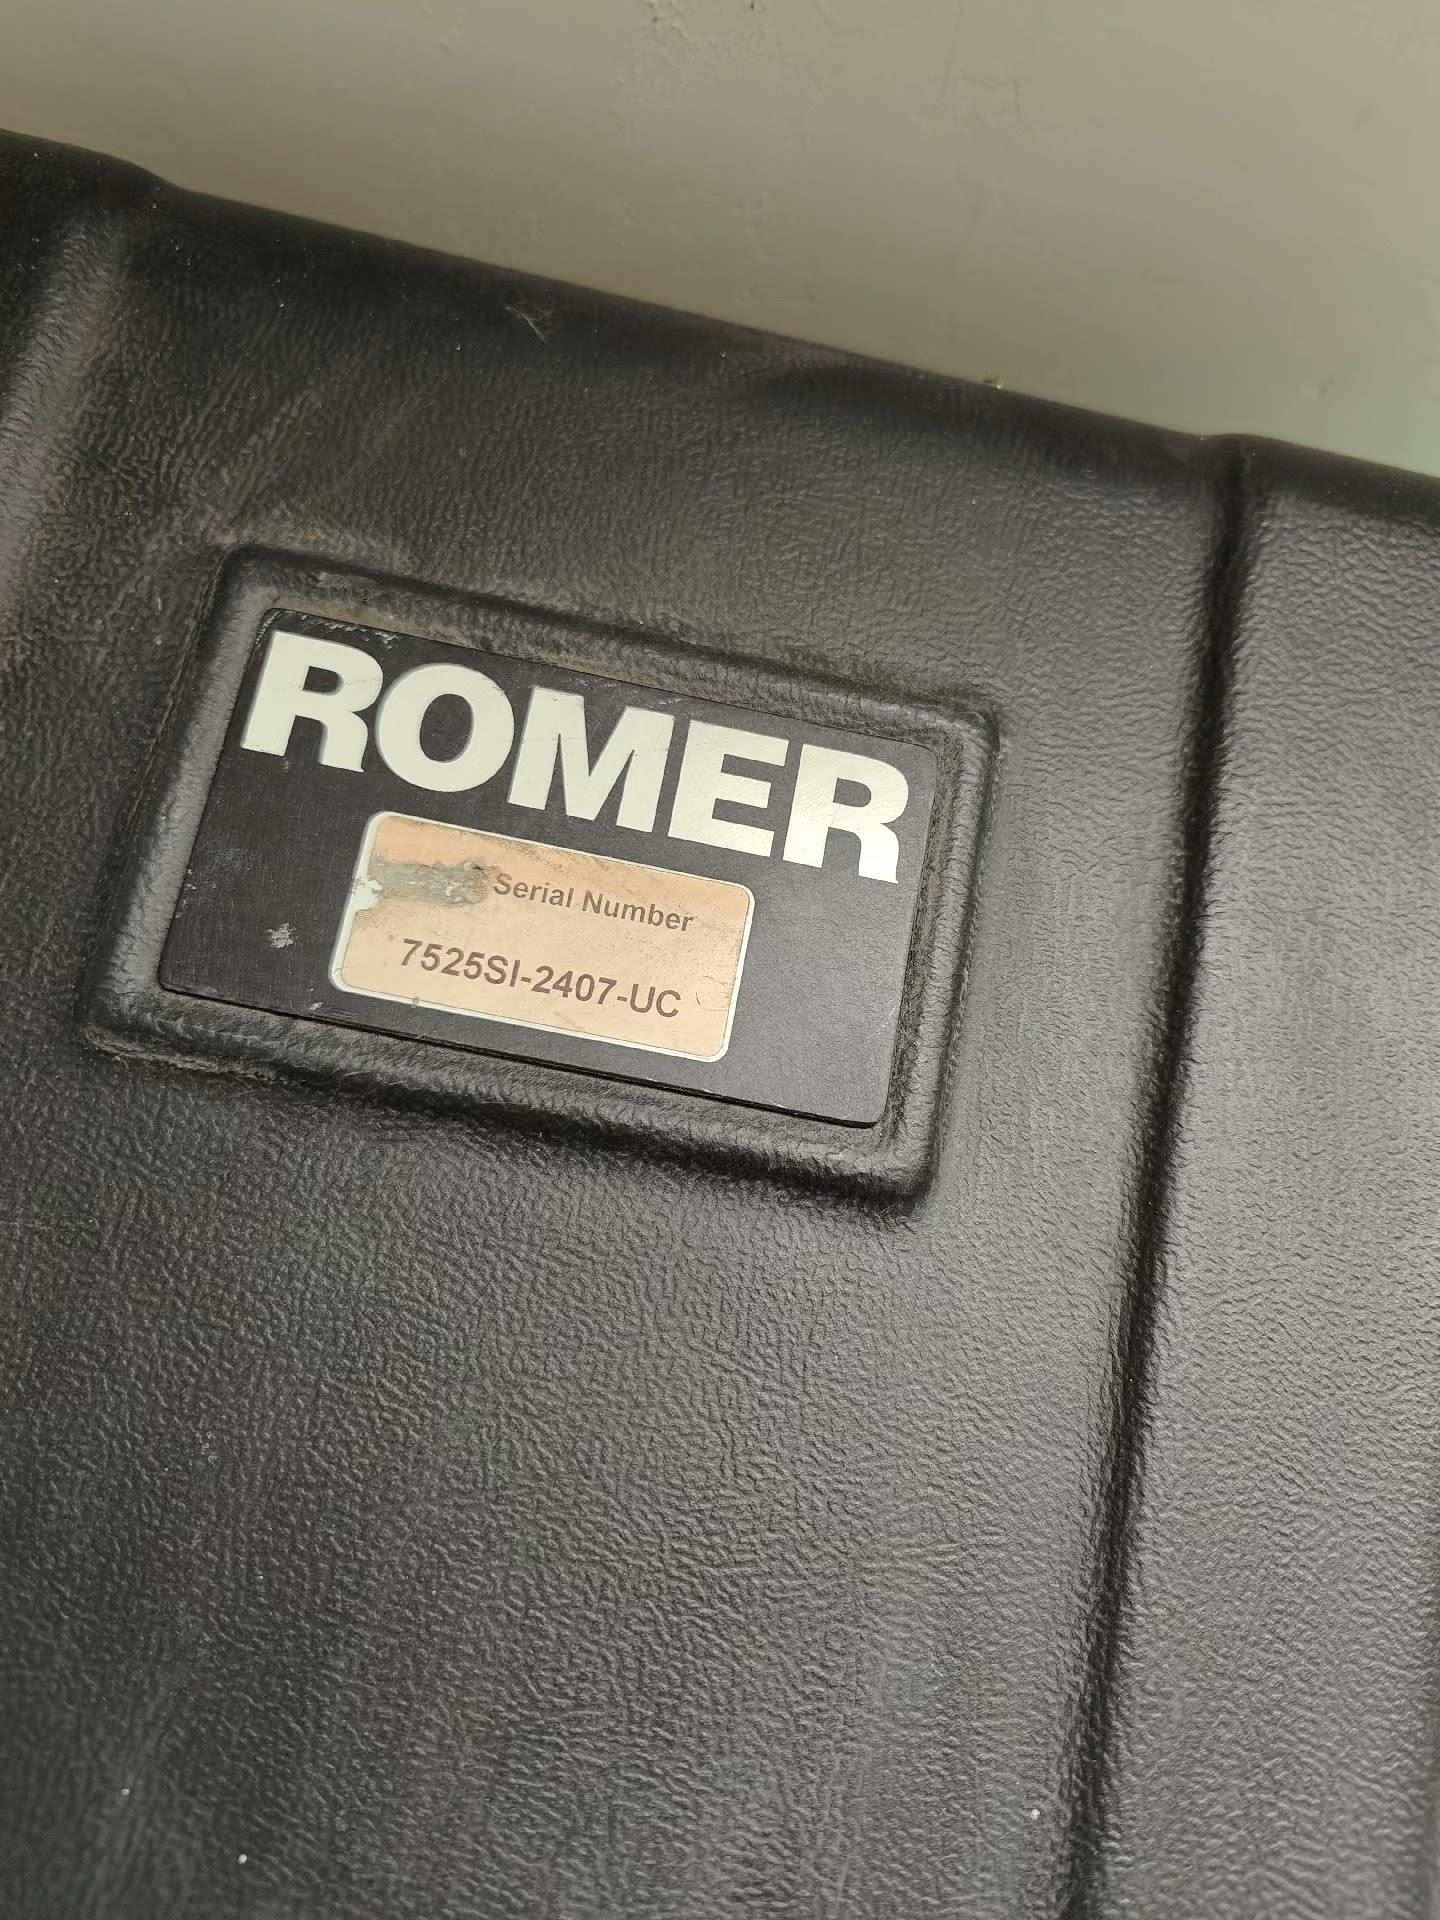 ROMER
Serial Number
7525SI-2407-UC